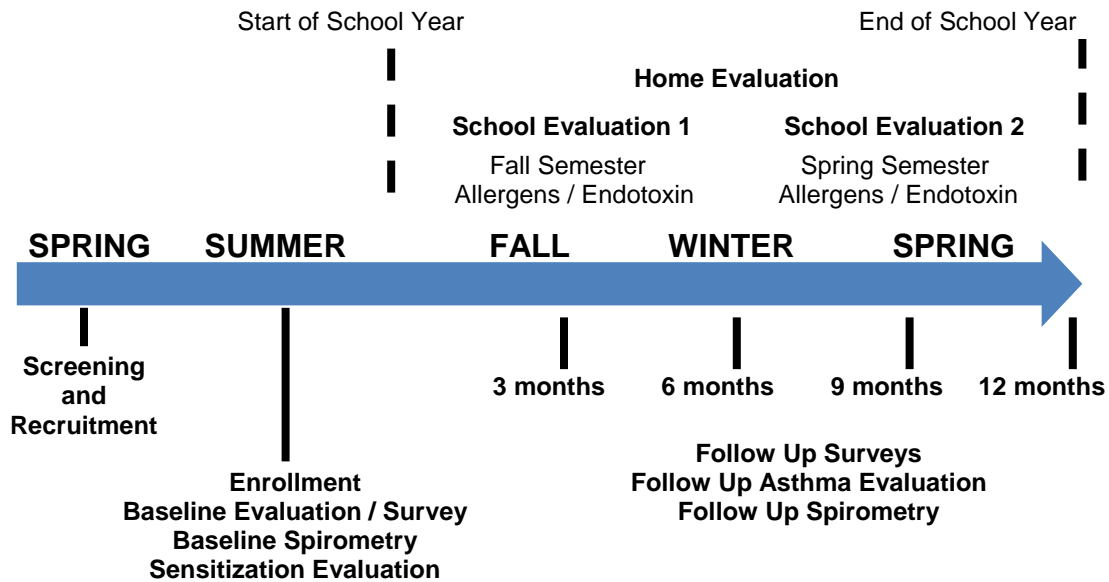 Start of School Year
End of School Year
Home Evaluation
School Evaluation 1
School Evaluation 2
Fall Semester
Spring Semester
Allergens / Endotoxin
Allergens / Endotoxin
SPRING
SUMMER
FALL
WINTER
SPRING
Screening
and
Recruitment
3 months
6 months
9 months
12 months
Enrollment
Baseline Evaluation / Survey
Baseline Spirometry
Sensitization Evaluation
Follow Up Surveys
Follow Up Asthma Evaluation
Follow Up Spirometry